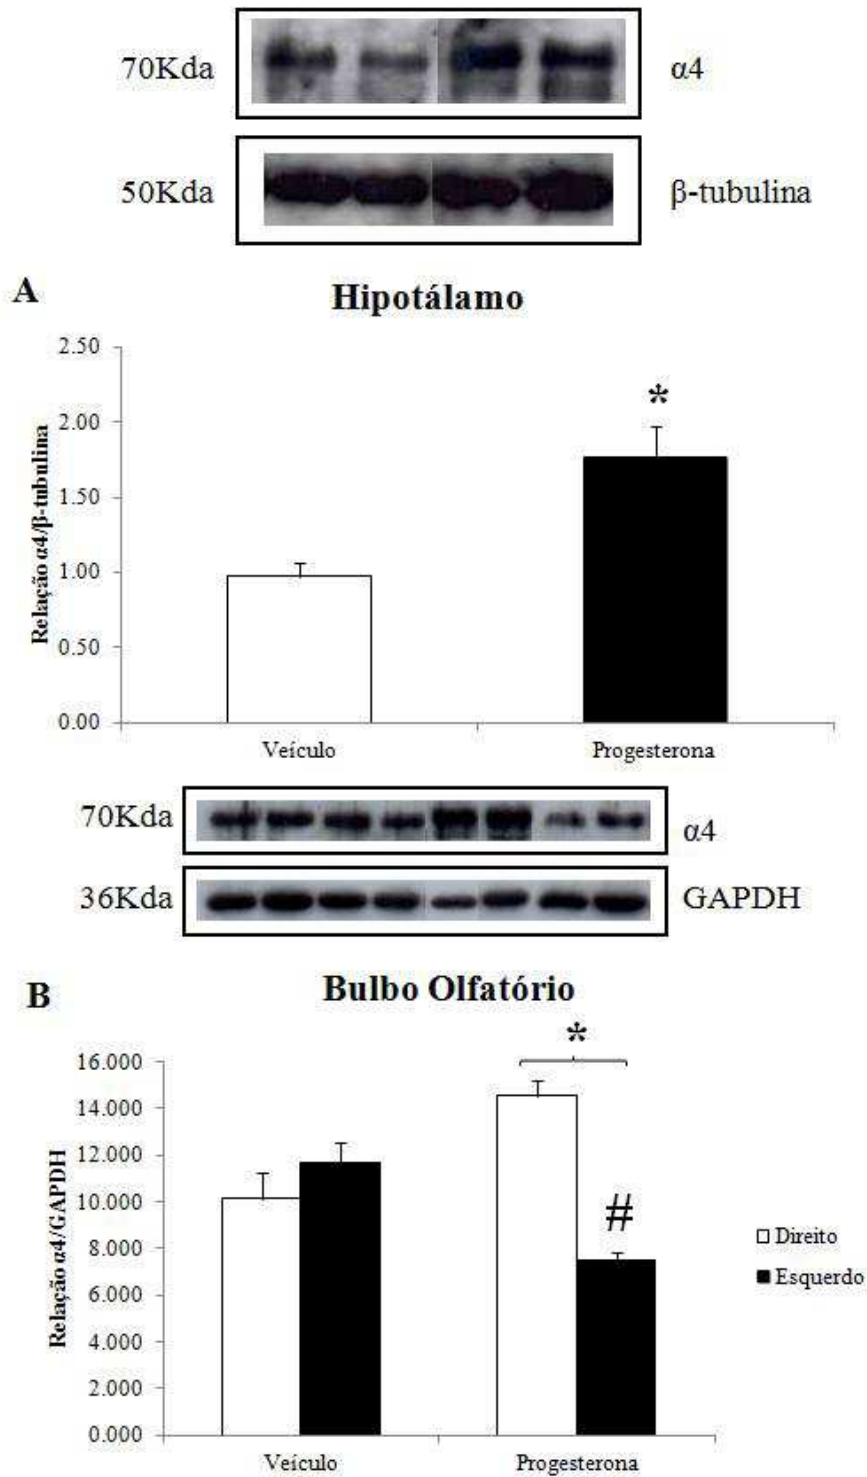 70Kda α4
50Kda β-tubulina
A
Hipotálamo
Relação α4/β-tubulina
2.50
2.00
1.50
1.00
0.50
0.00
*
Veículo Progesterona
70Kda α4
36Kda GAPDH
B
Bulbo Olfatório
Relação α4/GAPDH
16.000
14.000
12.000
10.000
8.000
6.000
4.000
2.000
0.000
*
#
Direito
Esquerdo
Veículo Progesterona